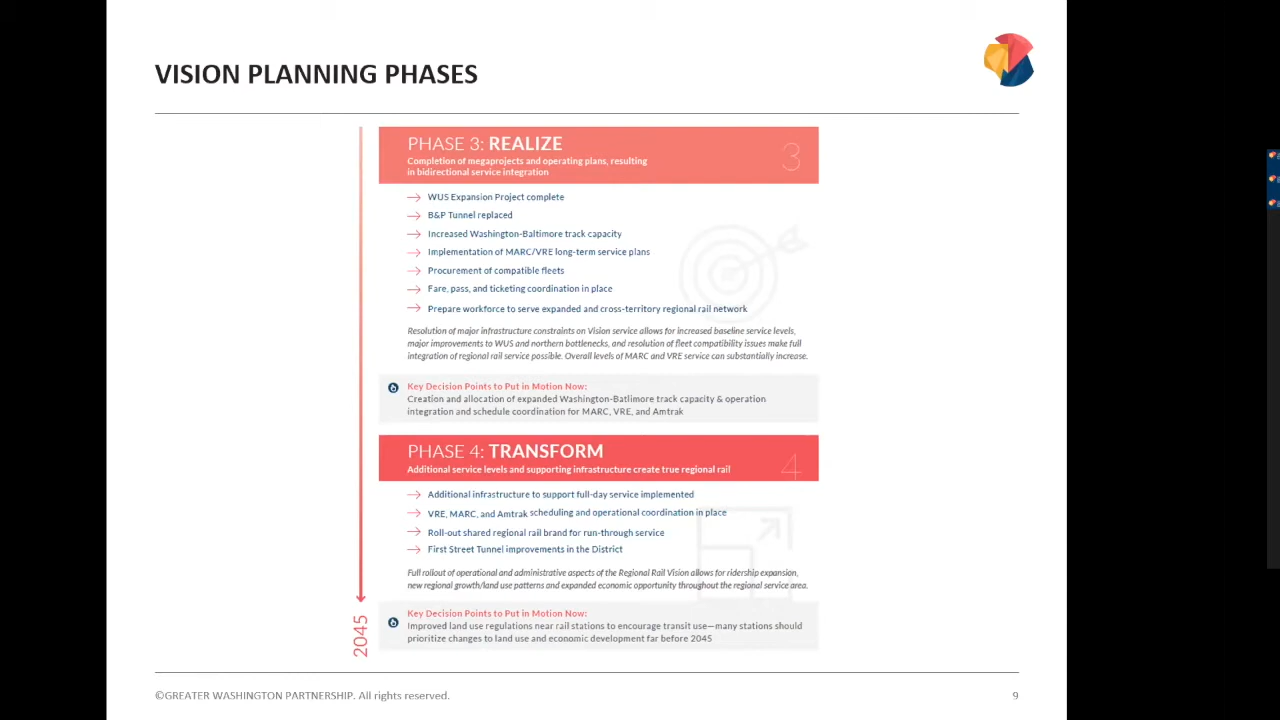 VISION PLANNING PHASES
PHASE 3: REALIZE
Completion of megaprojects and operating plans, resulting
in bidirectional service integration
3
WUS Expansion Project complete
B&P Tunnel replaced
Increased Washington-Baltimore track capacity
Implementation of MARC/VRE long-term service plans
Procurement of compatible fleets
Fare, pass, and ticketing coordination in place
Prepare workforce to serve expanded and cross-territory regional rail network
Resolution of major infrastructure constraints on Vision service allows for increased baseline service levels,
major improvements to WUS and northern bottlenecks, and resolution of fleet compatibility issues make full
integration of regional rail service possible. Overall levels of MARC and VRE service can substantially increase.
Key Decision Points to Put in Motion Now:
Creation and allocation of expanded Washington-Batlimore track capacity & operation
integration and schedule coordination for MARC, VRE, and Amtrak
PHASE 4: TRANSFORM
Additional service levels and supporting infrastructure create true regional rail
4
Additional infrastructure to support full-day service implemented
VRE, MARC, and Amtrak scheduling and operational coordination in place
Roll-out shared regional rail brand for run-through service
First Street Tunnel improvements in the District
Full rollout of operational and administrative aspects of the Regional Rail Vision allows for ridership expansion,
new regional growth/land use patterns and expanded economic opportunity throughout the regional service area.
Key Decision Points to Put in Motion Now:
Improved land use regulations near rail stations to encourage transit use—many stations should
prioritize changes to land use and economic development far before 2045
2045
©GREATER WASHINGTON PARTNERSHIP. All rights reserved.
9